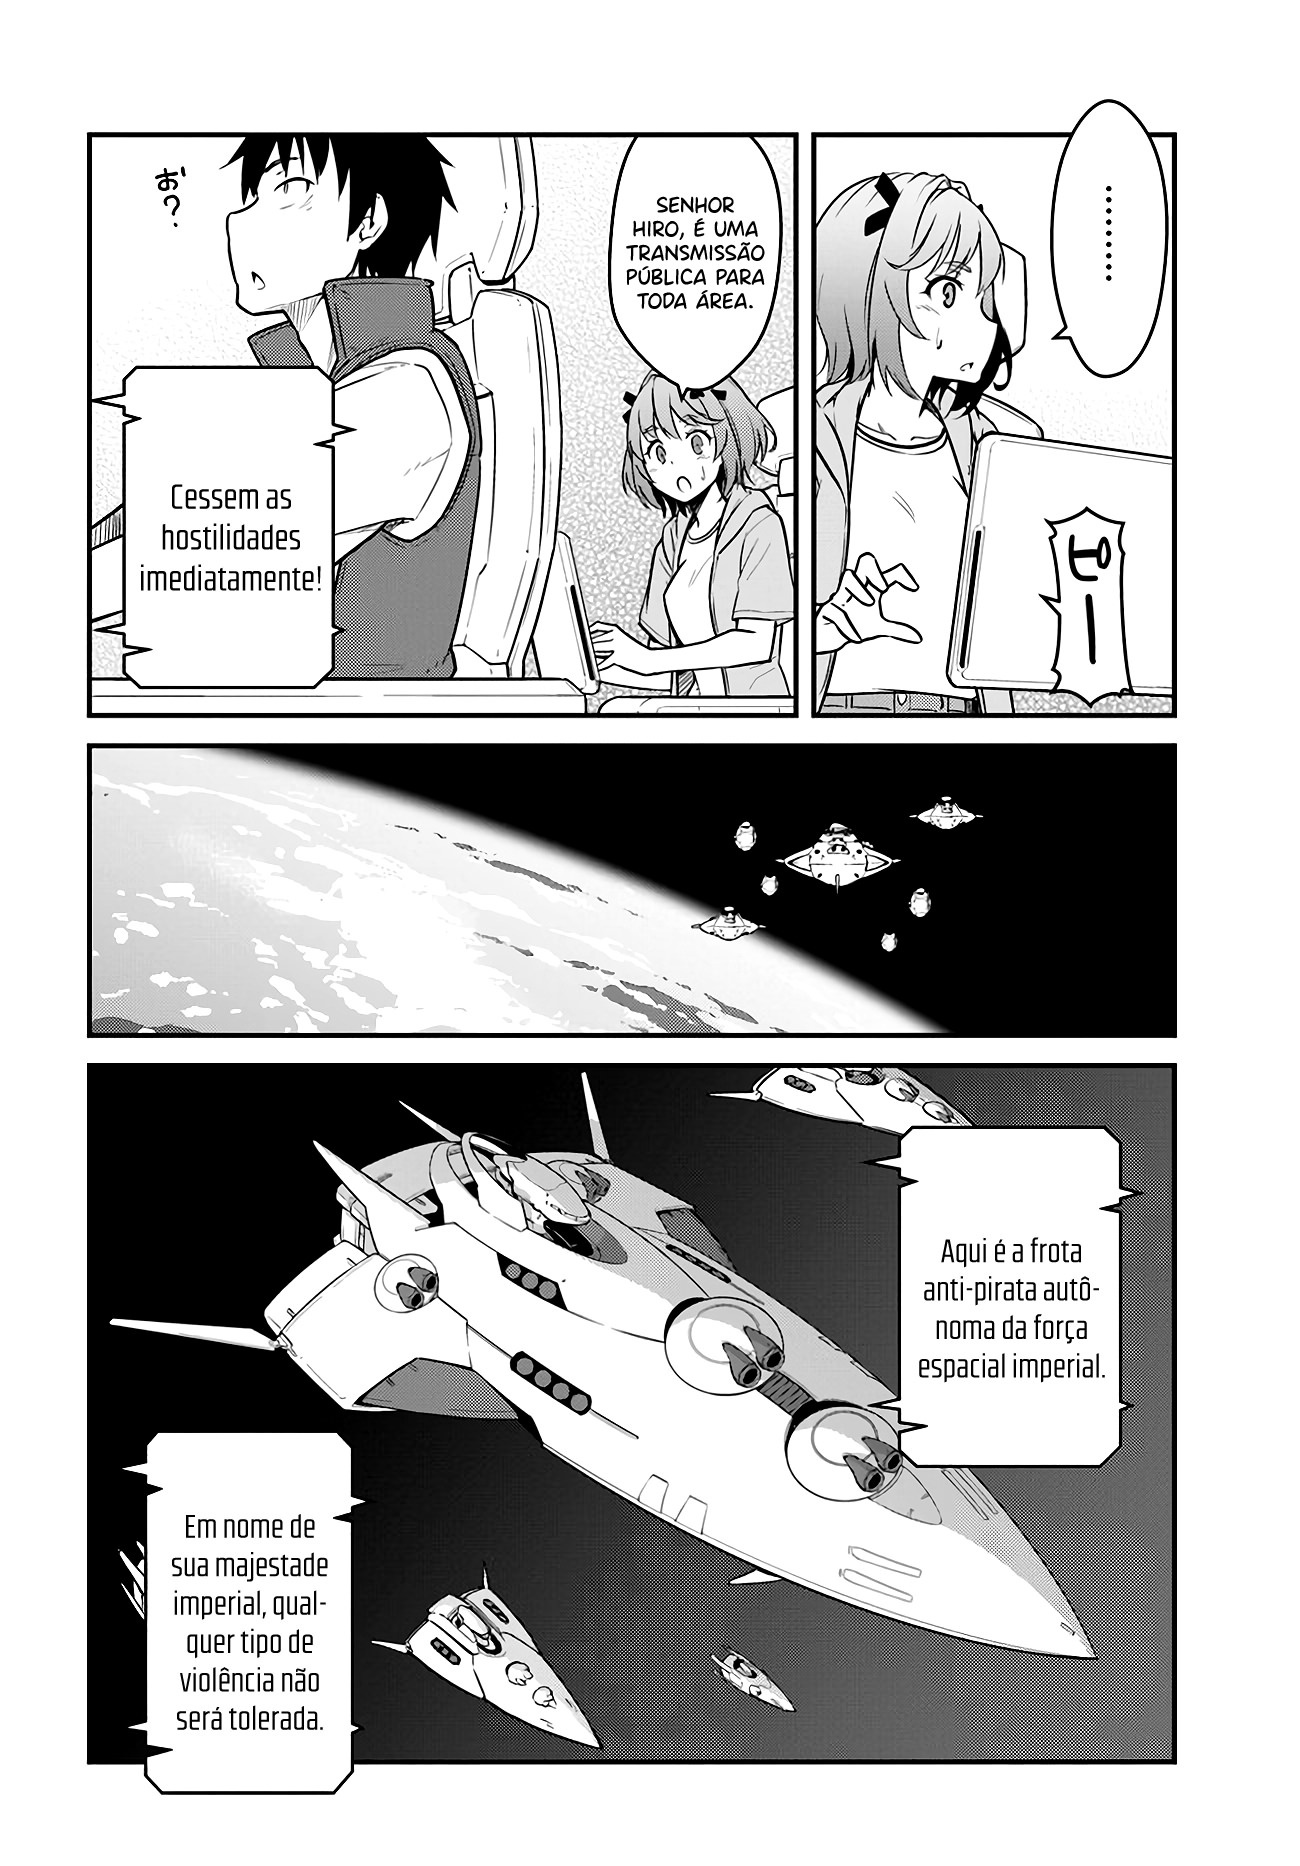 ………
ピー
SENHOR
HIRO, É UMA
TRANSMISSÃO
PÚBLICA PARA
TODA ÁREA.
お?
Cessem as
hostilidades
imediatamente!
Aqui é a frota
anti-pirata autô-
noma da força
espacial imperial.
Em nome de
sua majestade
imperial, qual-
quer tipo de
violência não
será tolerada.